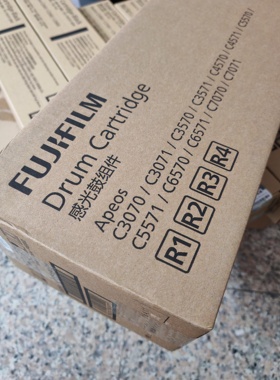 FUJIFILM
Drum Cartridge
感光鼓组件
Apeos
C3070 / C3071 / C3570 / C3571 / C4570 / C4571 / C5570 /
C5571 / C6570 / C6571 / C7070 / C7071
R1 R2 R3 R4